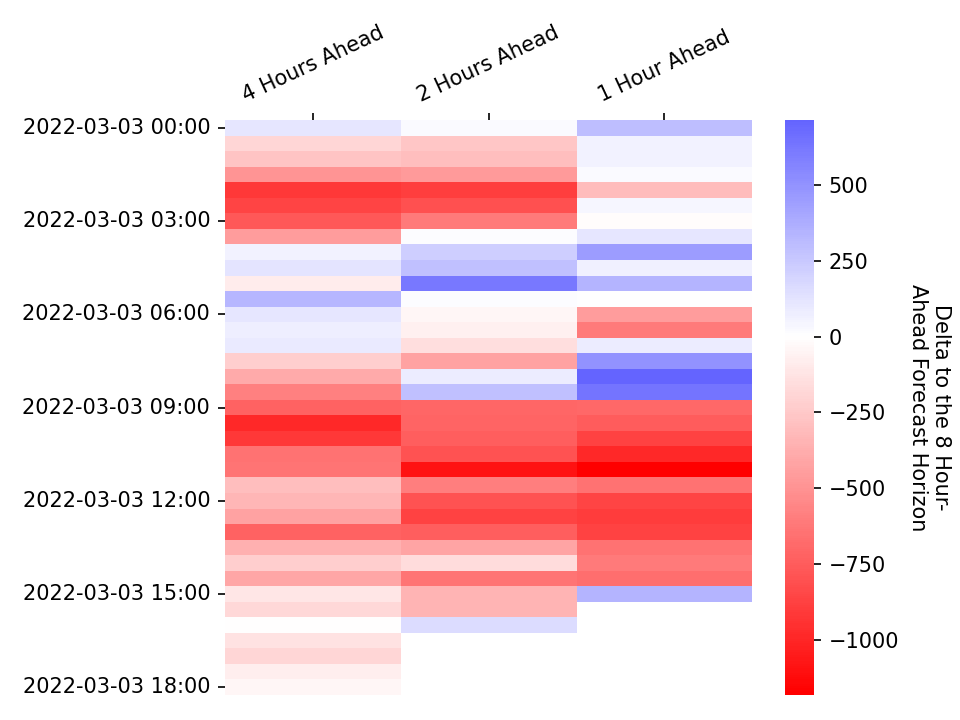 4 Hours Ahead
2 Hours Ahead
1 Hour Ahead
2022-03-03 00:00
2022-03-03 03:00
2022-03-03 06:00
2022-03-03 09:00
2022-03-03 12:00
2022-03-03 15:00
2022-03-03 18:00
500
250
0
−250
−500
−750
−1000
Delta to the 8 Hour-
Ahead Forecast Horizon